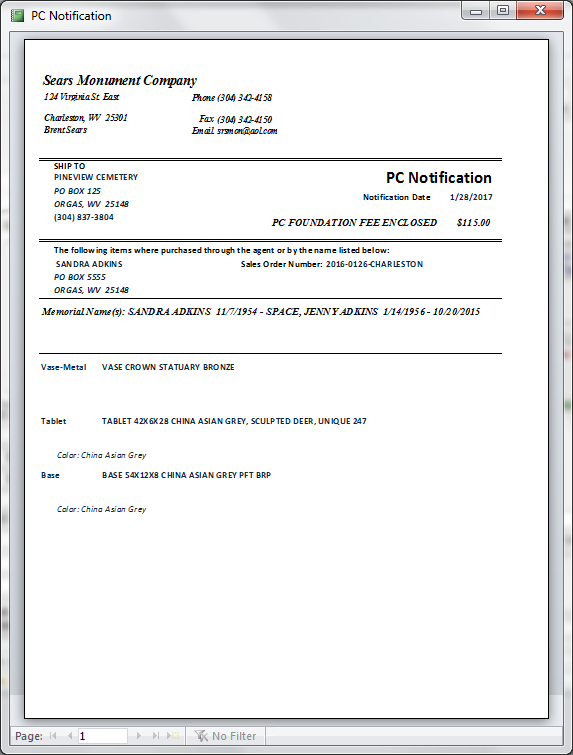 PC Notification
Sears Monument Company
124 Virginia St. East Phone (304) 342-4158
Charleston, WV 25301 Fax (304) 342-4150
Brent Sears Email srsmon@aol.com
SHIP TO
PINEVIEW CEMETERY PC Notification
PO BOX 125 Notification Date 1/28/2017
ORGAS, WV 25148
(304) 837-3804 PC FOUNDATION FEE ENCLOSED $115.00
The following items where purchased through the agent or by the name listed below:
SANDRA ADKINS Sales Order Number: 2016-0126-CHARLESTON
PO BOX 5555
ORGAS, WV 25148
Memorial Name(s): SANDRA ADKINS 11/7/1954 - SPACE, JENNY ADKINS 1/14/1956 - 10/20/2015
Vase-Metal VASE CROWN STATUARY BRONZE
Tablet TABLET 42X6X28 CHINA ASIAN GREY, SCULPTED DEER, UNIQUE 247
Color: China Asian Grey
Base BASE 54X12X8 CHINA ASIAN GREY PFT BRP
Color: China Asian Grey
Page: 1 No Filter